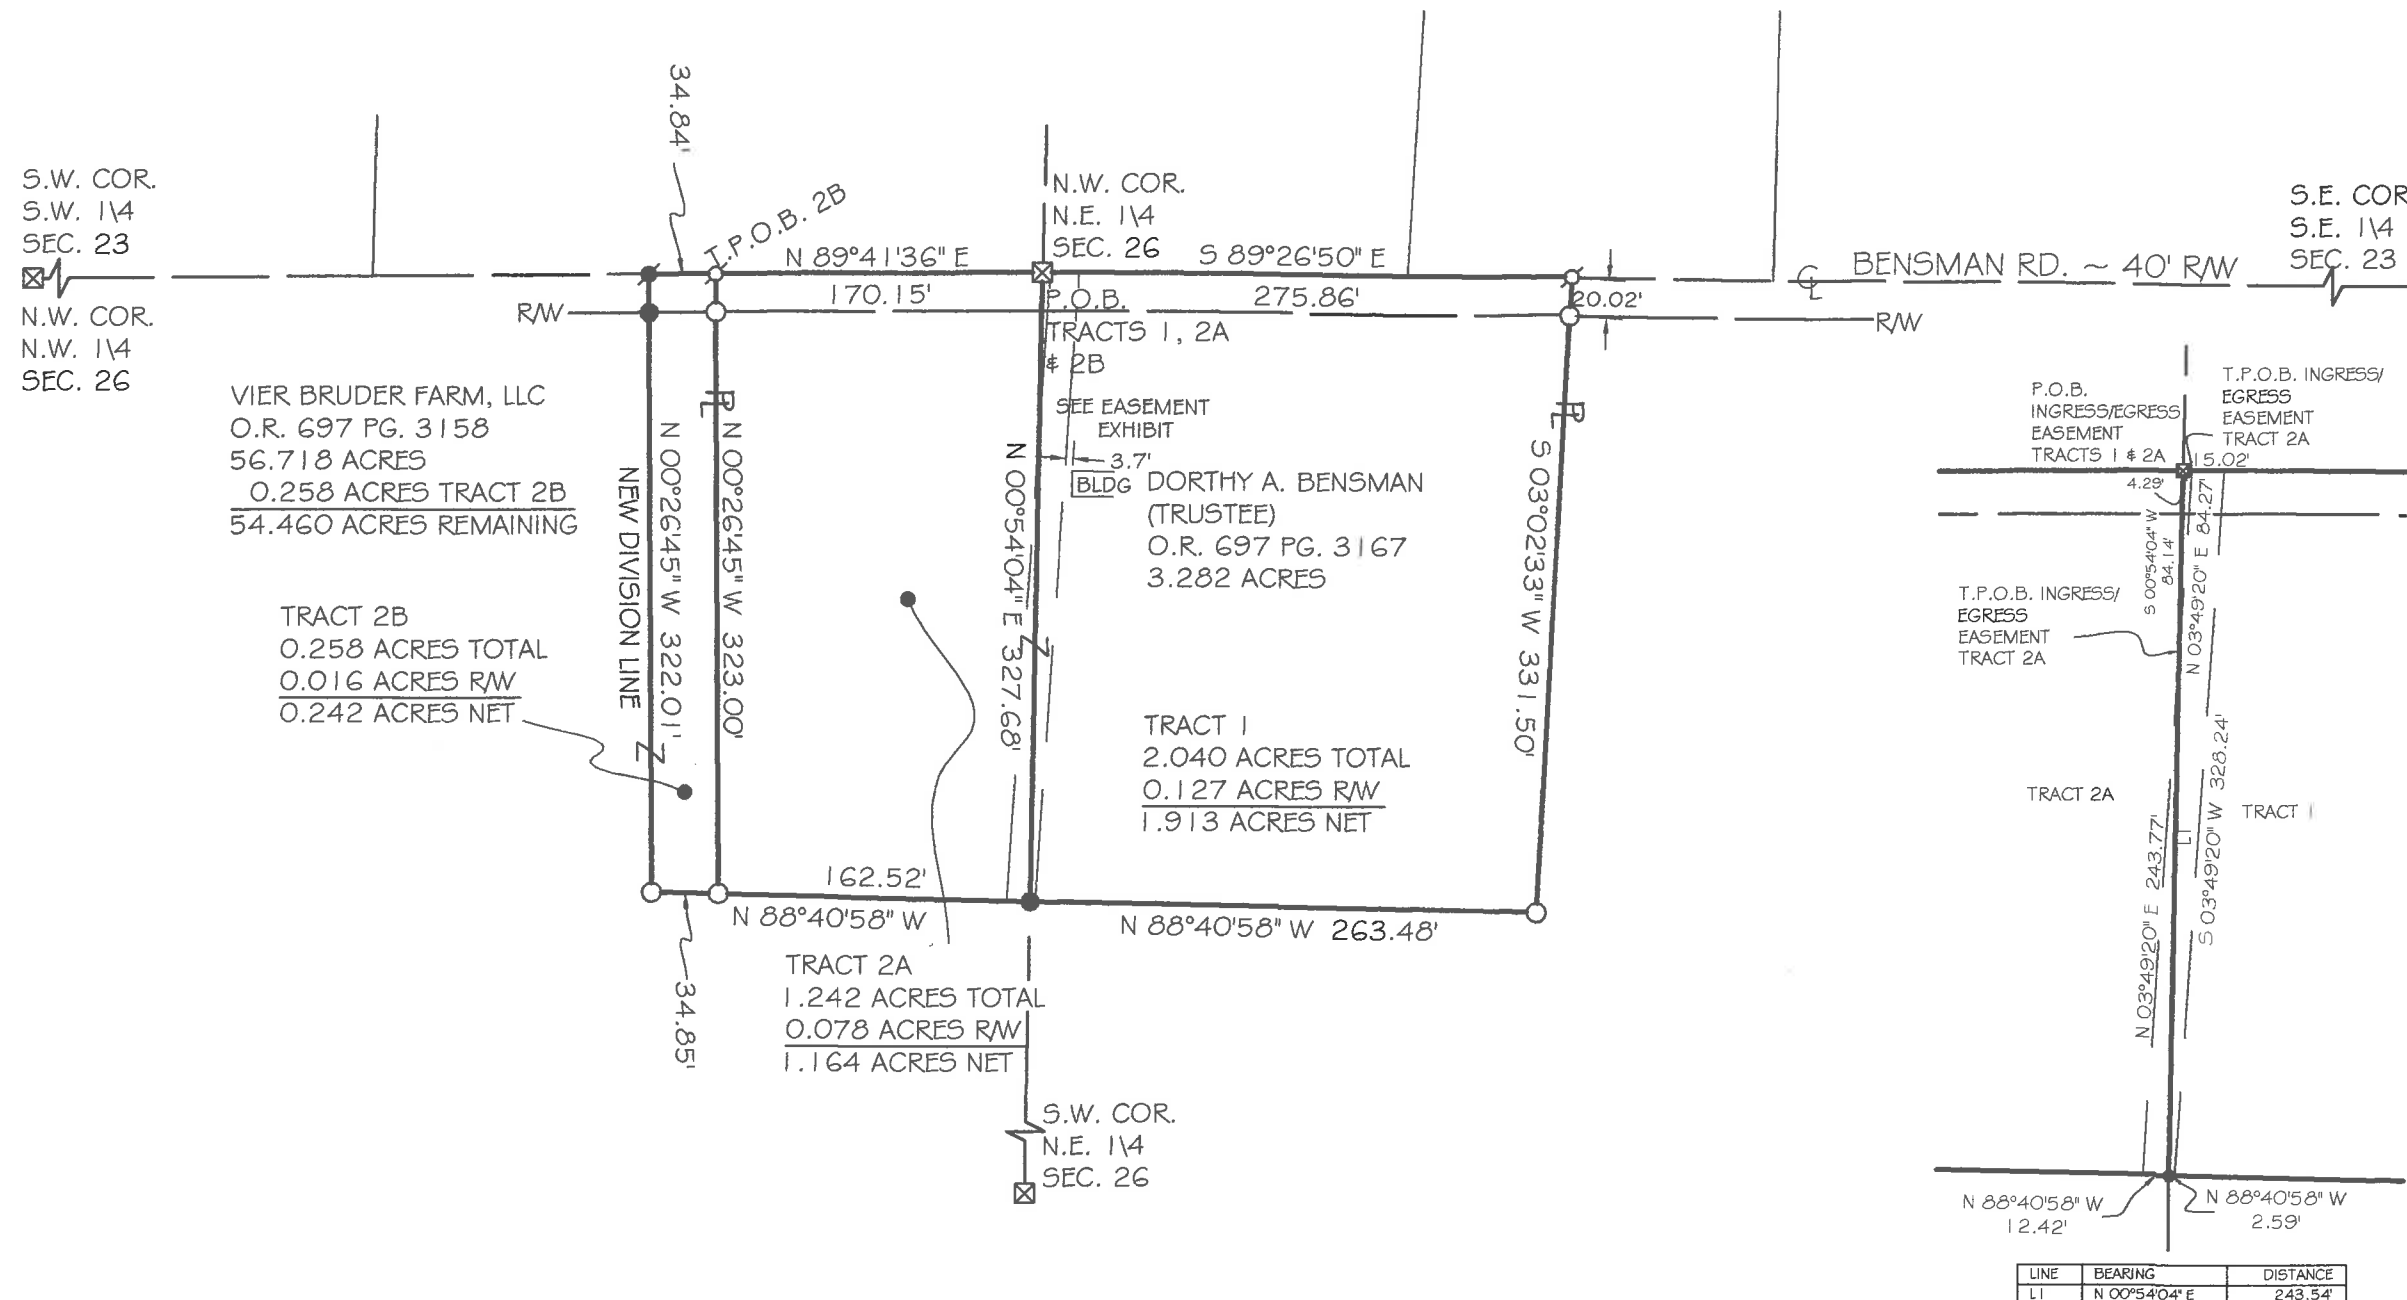 34.84'
S.W. COR.
S.W. 1\4
SEC. 23
N.W. COR.
N.W. 1\4
SEC. 26
T.P.O.B. 2B
N 89°41'36" E
170.15'
N.W. COR.
N.E. 1\4
SEC. 26
S 89°26'50" E
275.86'
20.02'
℄ BENSMAN RD. ~ 40' R/W
S.E. COR
S.E. 1\4
SEC. 23
R/W
R/W
P.O.B.
TRACTS 1, 2A
& 2B
SEE EASEMENT
EXHIBIT
3.7'
BLDG
VIER BRUDER FARM, LLC
O.R. 697 PG. 3158
56.718 ACRES
0.258 ACRES TRACT 2B
54.460 ACRES REMAINING
TRACT 2B
0.258 ACRES TOTAL
0.016 ACRES R/W
0.242 ACRES NET
NEW DIVISION LINE
N 00°26'45" W 322.01'
PL
N 00°26'45" W 323.00'
N 00°54'04" E 327.68'
DORTHY A. BENSMAN
(TRUSTEE)
O.R. 697 PG. 3167
3.282 ACRES
PL
S 03°02'33" W 331.50'
TRACT 1
2.040 ACRES TOTAL
0.127 ACRES R/W
1.913 ACRES NET
162.52'
N 88°40'58" W
N 88°40'58" W 263.48'
34.85'
TRACT 2A
1.242 ACRES TOTAL
0.078 ACRES R/W
1.164 ACRES NET
S.W. COR.
N.E. 1\4
SEC. 26
P.O.B.
INGRESS/EGRESS
EASEMENT
TRACTS 1 & 2A
T.P.O.B. INGRESS/
EGRESS
EASEMENT
TRACT 2A
15.02'
4.29'
S 00°54'04" W
84.14'
N 03°49'20" E 84.27'
T.P.O.B. INGRESS/
EGRESS
EASEMENT
TRACT 2A
TRACT 2A
TRACT 1
L1
N 03°49'20" E 243.77'
S 03°49'20" W 328.24'
N 88°40'58" W
12.42'
N 88°40'58" W
2.59'
LINE BEARING DISTANCE
L1 N 00°54'04" E 243.54'